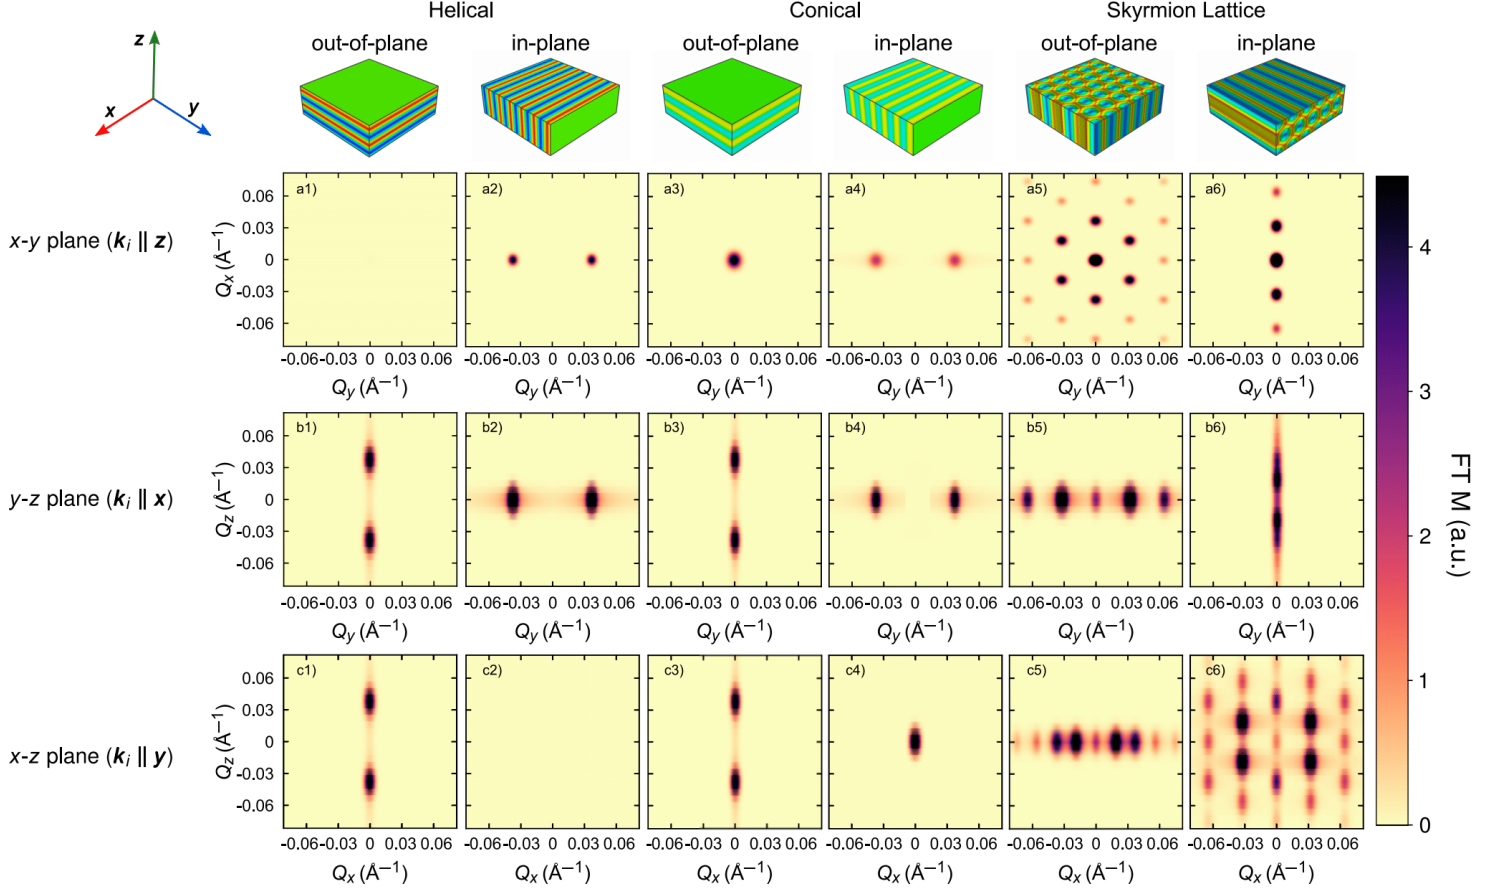 Helical Conical Skyrmion Lattice
out-of-plane in-plane out-of-plane in-plane out-of-plane in-plane
z
x y
x-y plane (kᵢ ∥ z)
Qₓ (Å⁻¹)
0.06
0.03
0
-0.03
-0.06
a1) a2) a3) a4) a5) a6)
-0.06 -0.03 0 0.03 0.06 -0.06 -0.03 0 0.03 0.06 -0.06 -0.03 0 0.03 0.06 -0.06 -0.03 0 0.03 0.06 -0.06 -0.03 0 0.03 0.06 -0.06 -0.03 0 0.03 0.06
Q_y (Å⁻¹) Q_y (Å⁻¹) Q_y (Å⁻¹) Q_y (Å⁻¹) Q_y (Å⁻¹) Q_y (Å⁻¹)
y-z plane (kᵢ ∥ x)
Q_z (Å⁻¹)
0.06
0.03
0
-0.03
-0.06
b1) b2) b3) b4) b5) b6)
-0.06 -0.03 0 0.03 0.06 -0.06 -0.03 0 0.03 0.06 -0.06 -0.03 0 0.03 0.06 -0.06 -0.03 0 0.03 0.06 -0.06 -0.03 0 0.03 0.06 -0.06 -0.03 0 0.03 0.06
Q_y (Å⁻¹) Q_y (Å⁻¹) Q_y (Å⁻¹) Q_y (Å⁻¹) Q_y (Å⁻¹) Q_y (Å⁻¹)
x-z plane (kᵢ ∥ y)
Q_z (Å⁻¹)
0.06
0.03
0
-0.03
-0.06
c1) c2) c3) c4) c5) c6)
-0.06 -0.03 0 0.03 0.06 -0.06 -0.03 0 0.03 0.06 -0.06 -0.03 0 0.03 0.06 -0.06 -0.03 0 0.03 0.06 -0.06 -0.03 0 0.03 0.06 -0.06 -0.03 0 0.03 0.06
Qₓ (Å⁻¹) Qₓ (Å⁻¹) Qₓ (Å⁻¹) Qₓ (Å⁻¹) Qₓ (Å⁻¹) Qₓ (Å⁻¹)
4
3
2
1
0
FT M (a.u.)